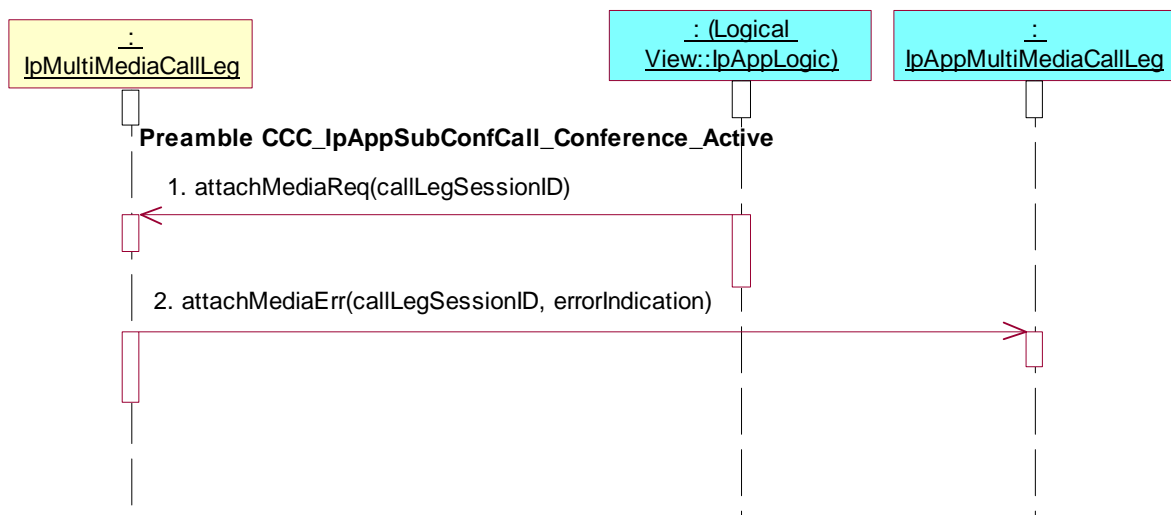 :
IpMultiMediaCallLeg
: (Logical
View::IpAppLogic)
:
IpAppMultiMediaCallLeg
Preamble CCC_IpAppSubConfCall_Conference_Active
1. attachMediaReq(callLegSessionID)
2. attachMediaErr(callLegSessionID, errorIndication)